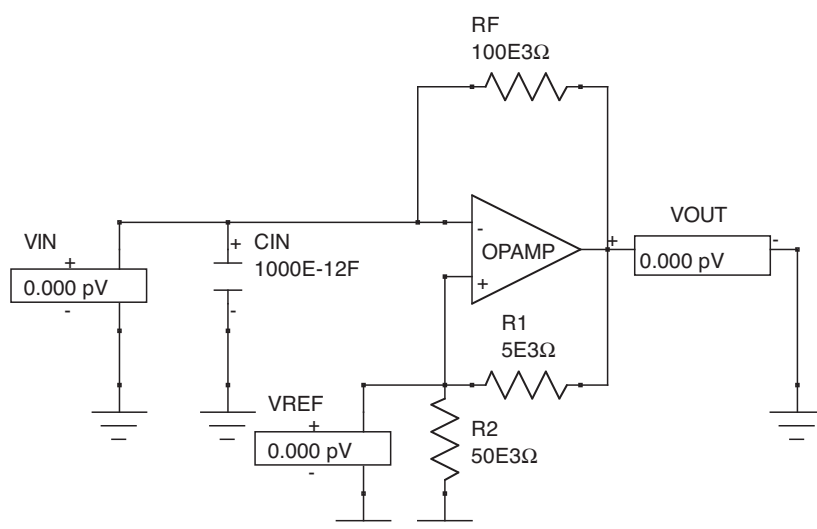 RF
100E3Ω
VIN
+
0.000 pV
-
+
CIN
1000E-12F
-
-
OPAMP
+
VOUT
+
-
0.000 pV
R1
5E3Ω
VREF
+
0.000 pV
-
R2
50E3Ω